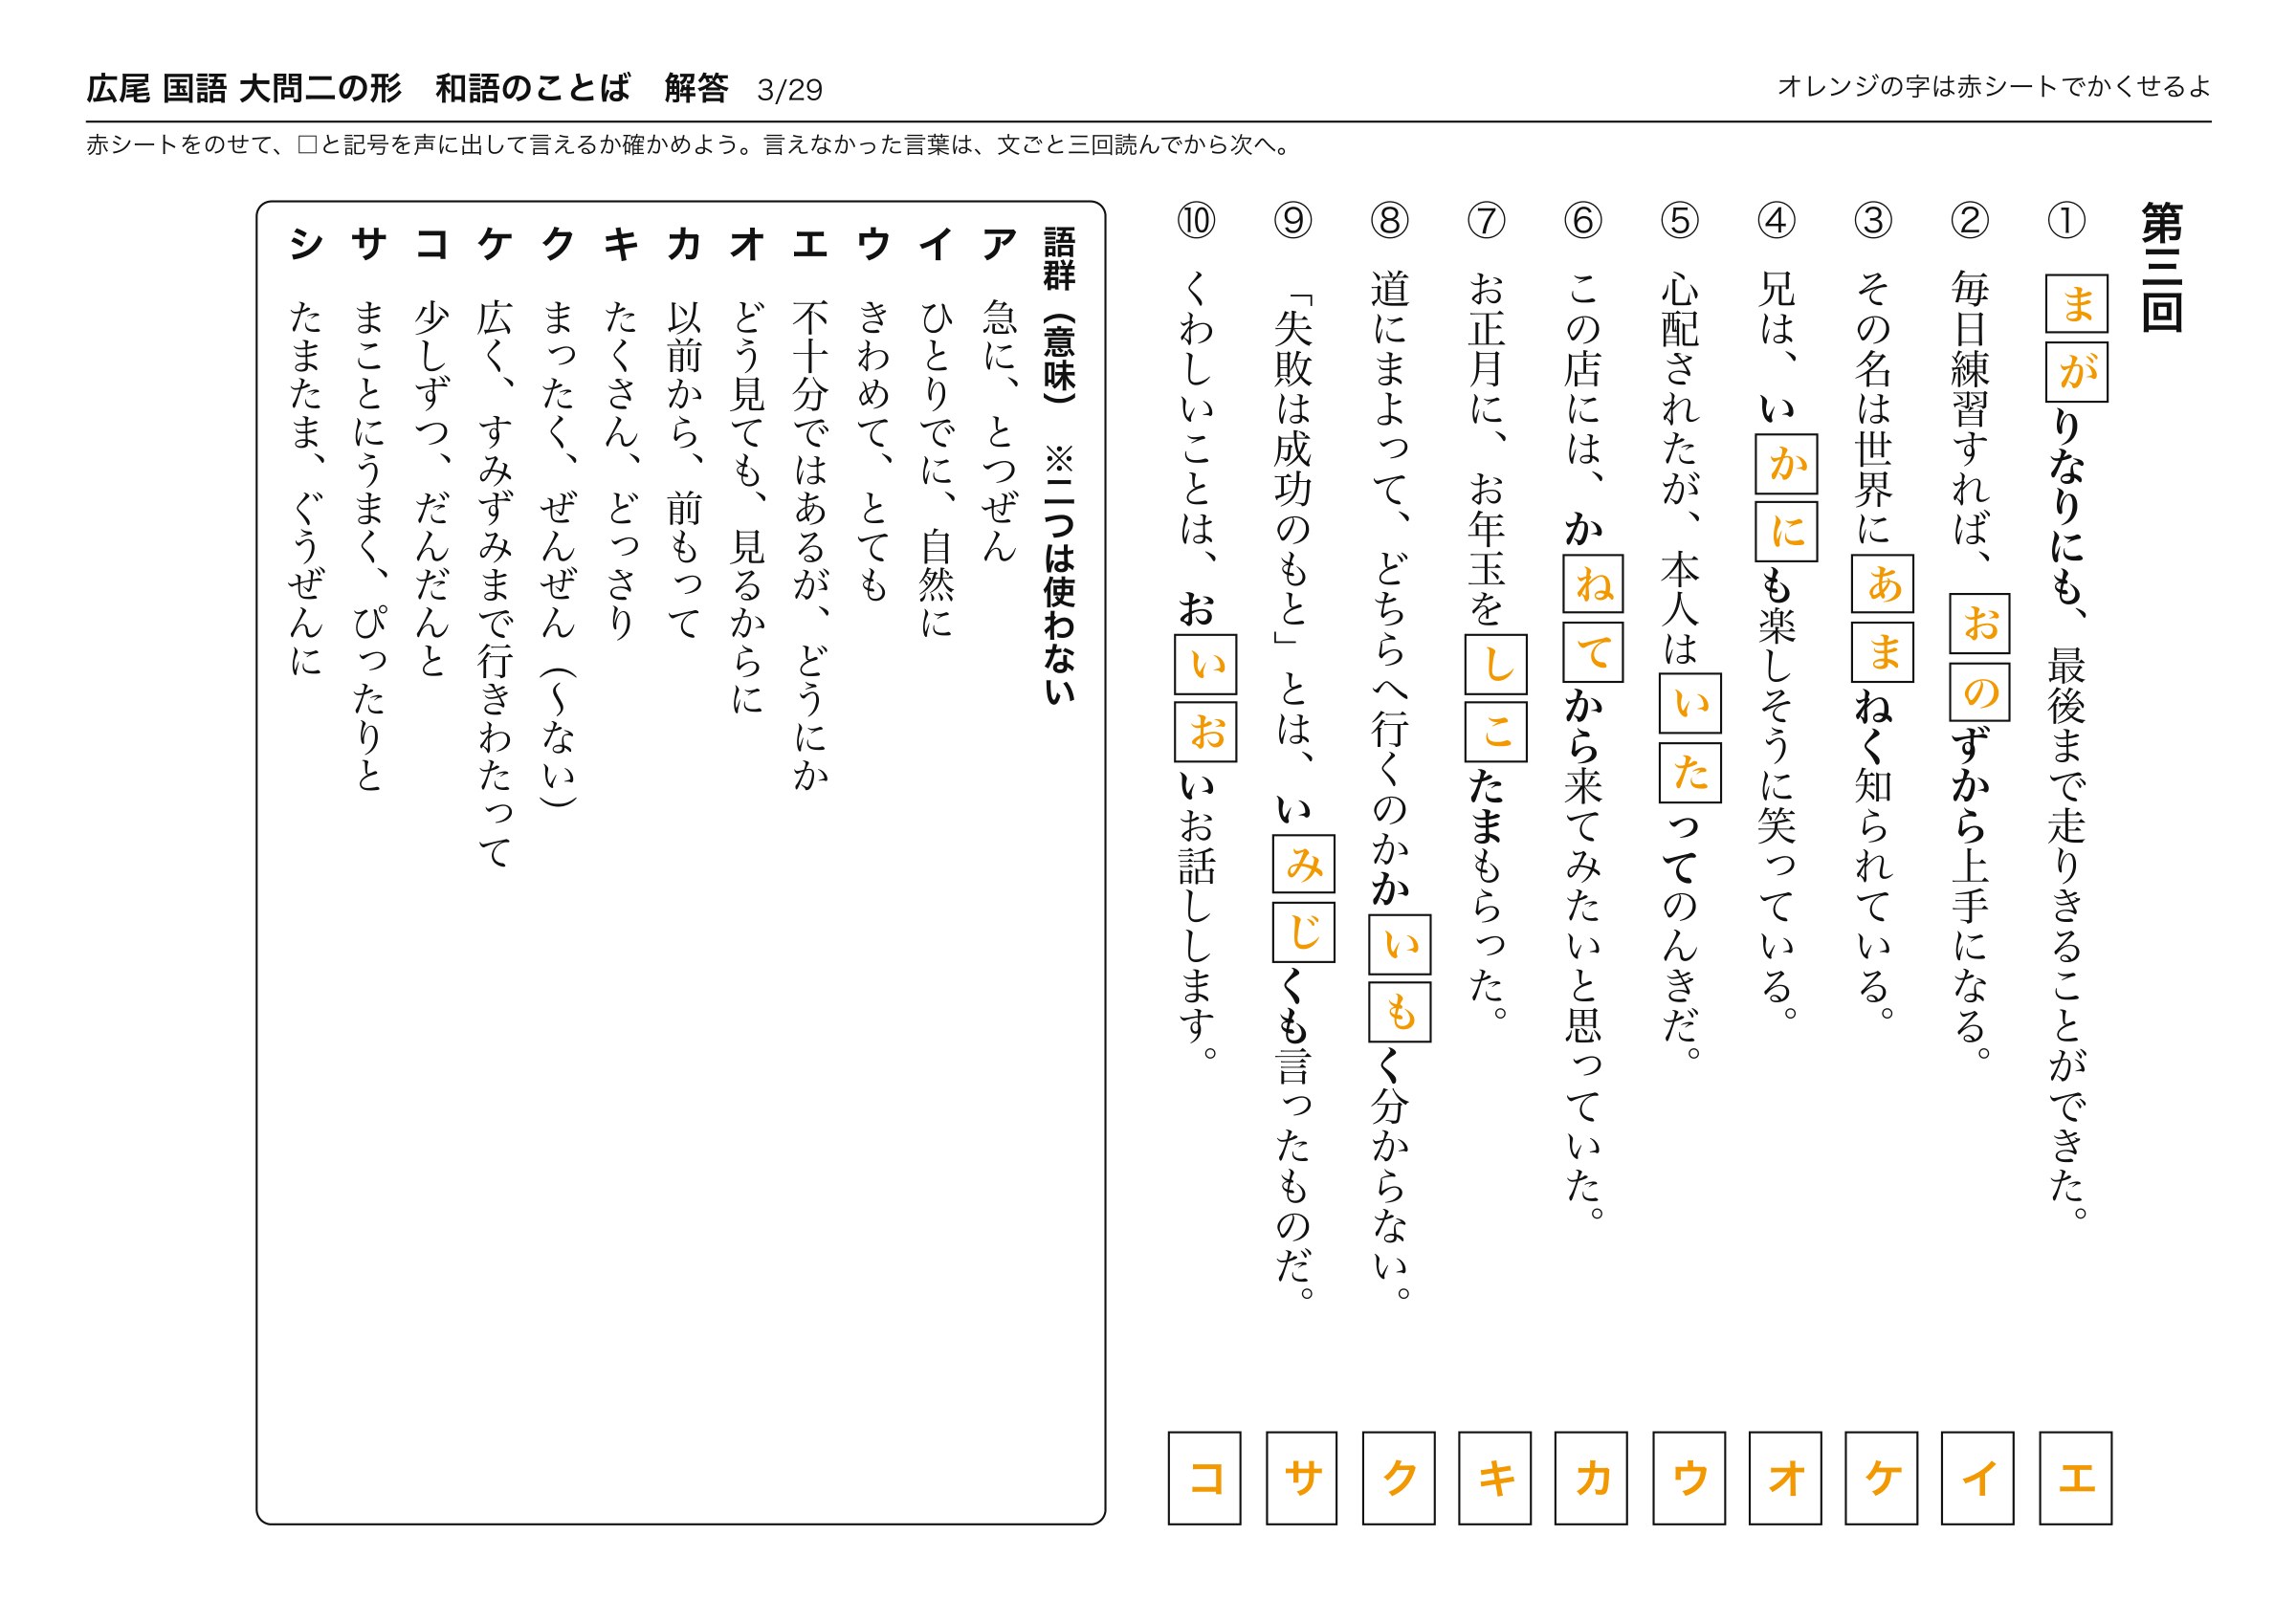 広尾 国語 大問二の形　和語のことば　解答　3/29
オレンジの字は赤シートでかくせるよ
赤シートをのせて、□と記号を声に出して言えるか確かめよう。言えなかった言葉は、文ごと三回読んでから次へ。
第三回
① まがりなりにも、最後まで走りきることができた。 エ
② 毎日練習すれば、おのずから上手になる。 イ
③ その名は世界にあまねく知られている。 ケ
④ 兄は、いかにも楽しそうに笑っている。 オ
⑤ 心配されたが、本人はいたってのんきだ。 ウ
⑥ この店には、かねてから来てみたいと思っていた。 カ
⑦ お正月に、お年玉をしこたまもらった。 キ
⑧ 道にまよって、どちらへ行くのかかいもく分からない。 ク
⑨ 「失敗は成功のもと」とは、いみじくも言ったものだ。 サ
⑩ くわしいことは、おいおいお話しします。 コ
語群（意味）　※二つは使わない
ア　急に、とつぜん
イ　ひとりでに、自然に
ウ　きわめて、とても
エ　不十分ではあるが、どうにか
オ　どう見ても、見るからに
カ　以前から、前もって
キ　たくさん、どっさり
ク　まったく、ぜんぜん（〜ない）
ケ　広く、すみずみまで行きわたって
コ　少しずつ、だんだんと
サ　まことにうまく、ぴったりと
シ　たまたま、ぐうぜんに